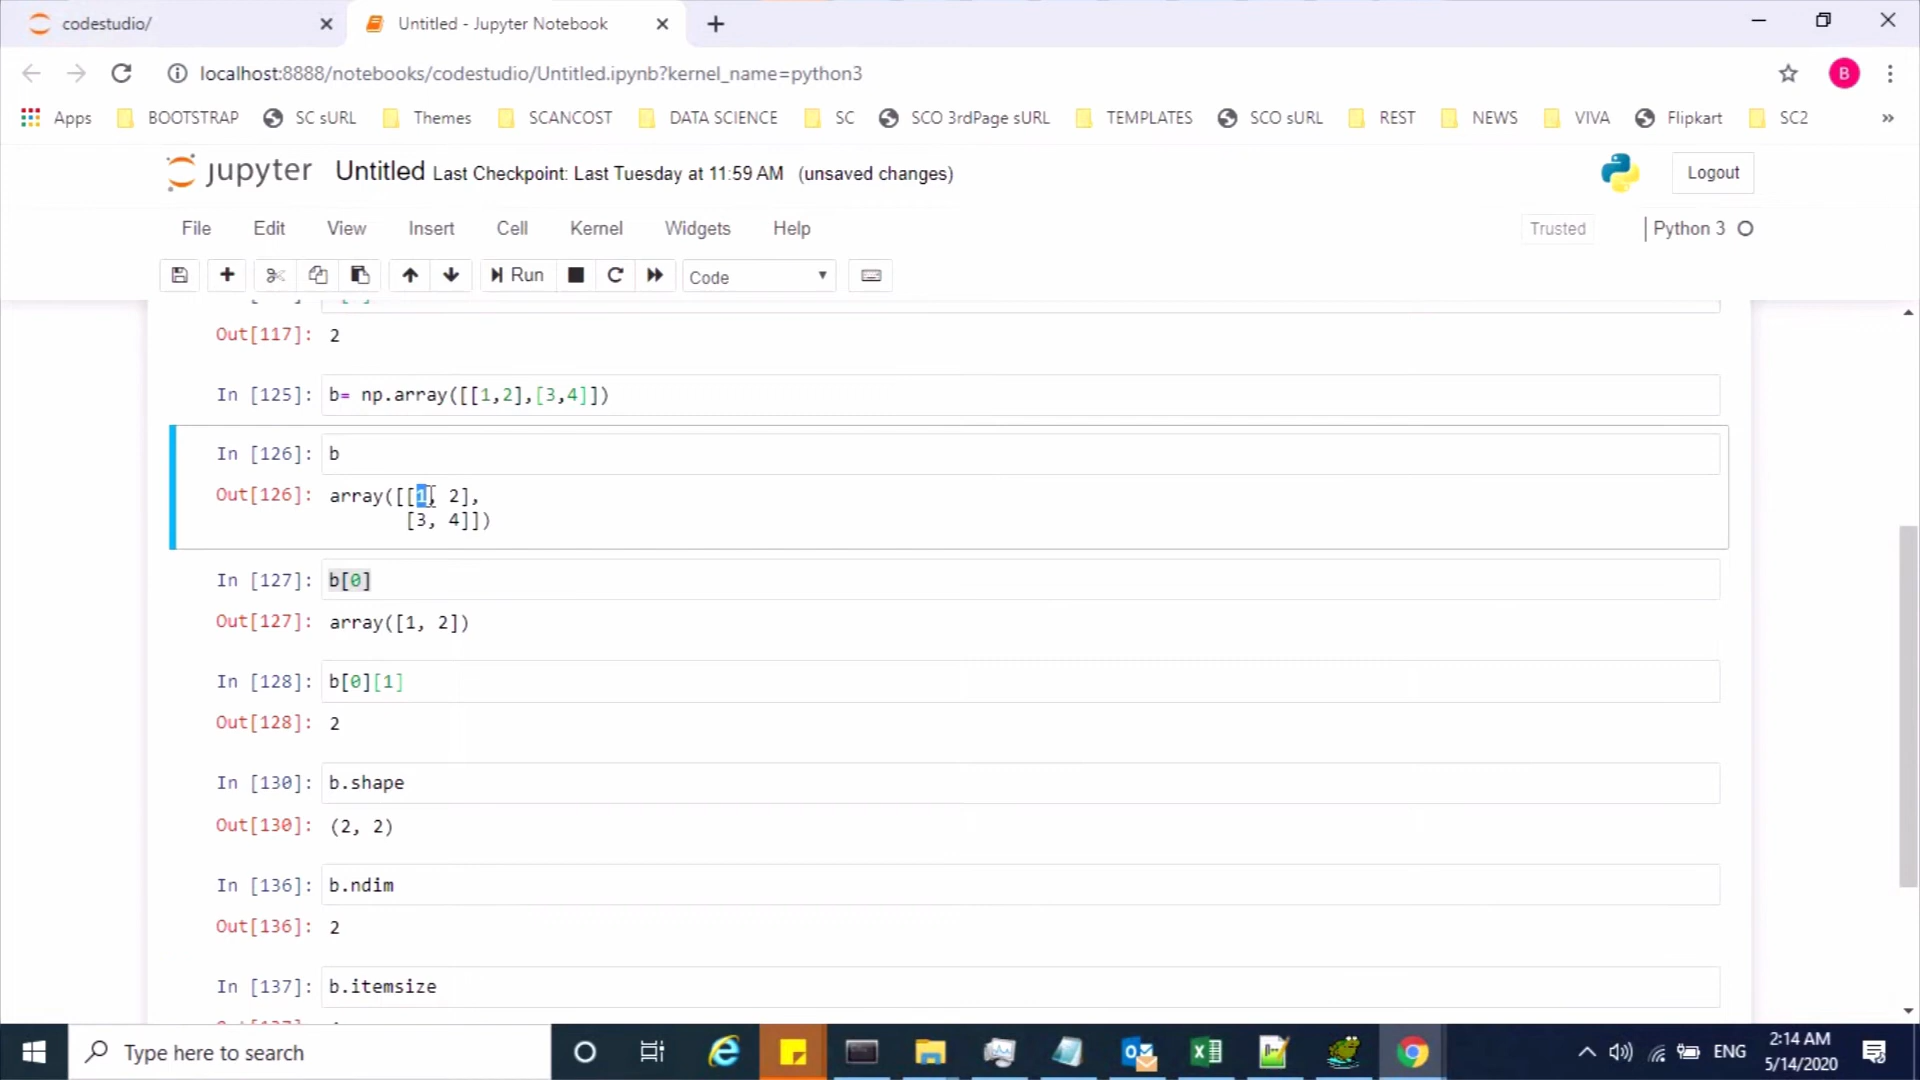 codestudio/
Untitled - Jupyter Notebook
localhost:8888/notebooks/codestudio/Untitled.ipynb?kernel_name=python3
B
Apps BOOTSTRAP SC sURL Themes SCANCOST DATA SCIENCE SC SCO 3rdPage sURL TEMPLATES SCO sURL REST NEWS VIVA Flipkart SC2 »
jupyter Untitled Last Checkpoint: Last Tuesday at 11:59 AM (unsaved changes)
Logout
File Edit View Insert Cell Kernel Widgets Help
Trusted
Python 3
Run
Code
Out[117]: 2
In [125]: b= np.array([[1,2],[3,4]])
In [126]: b
Out[126]: array([[1, 2],
[3, 4]])
In [127]: b[0]
Out[127]: array([1, 2])
In [128]: b[0][1]
Out[128]: 2
In [130]: b.shape
Out[130]: (2, 2)
In [136]: b.ndim
Out[136]: 2
In [137]: b.itemsize
Type here to search
ENG
2:14 AM
5/14/2020